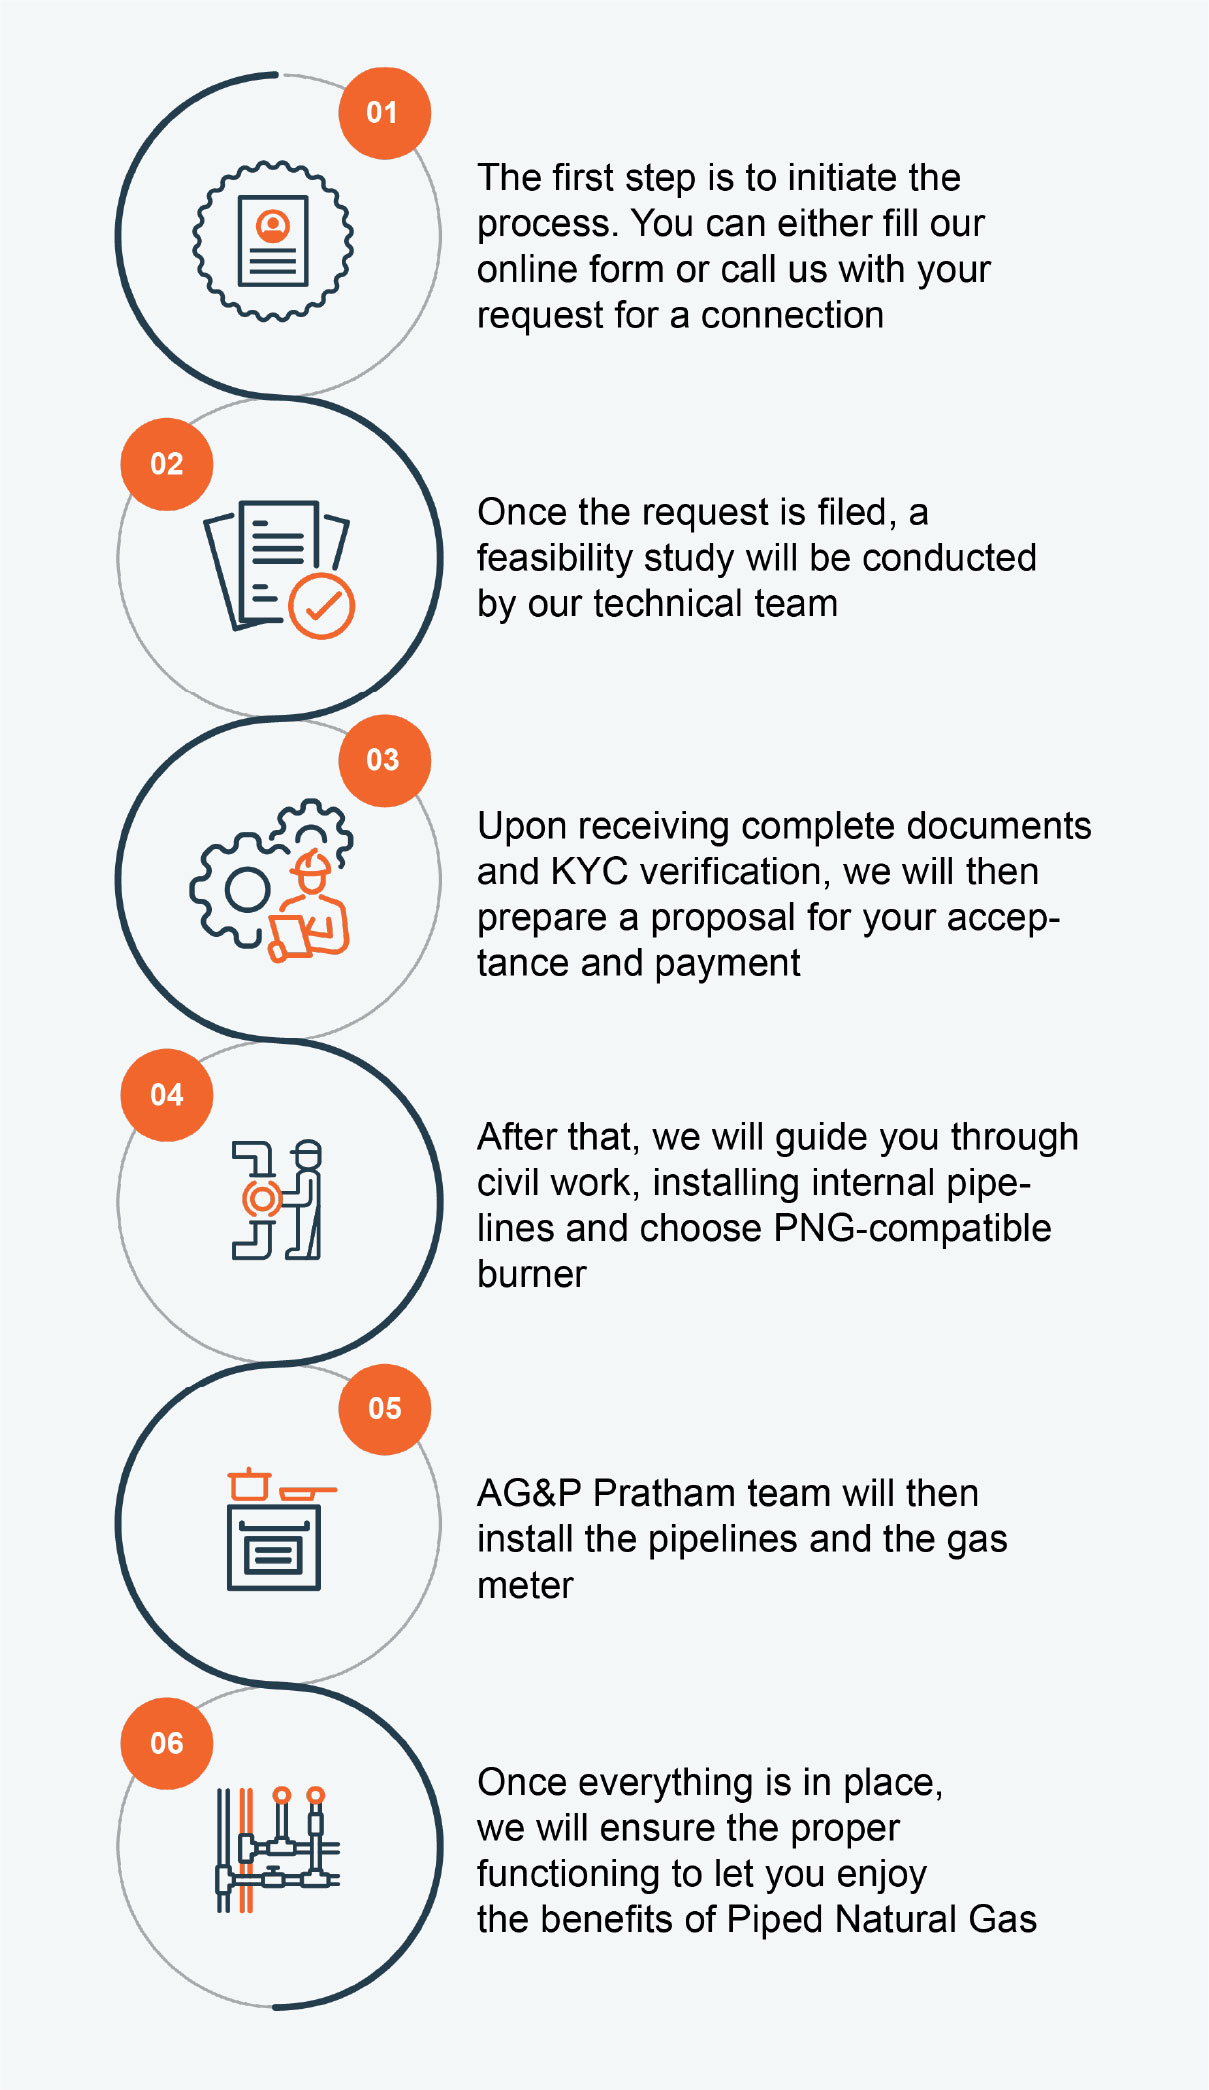 01
The first step is to initiate the
process. You can either fill our
online form or call us with your
request for a connection
02
Once the request is filed, a
feasibility study will be conducted
by our technical team
03
Upon receiving complete documents
and KYC verification, we will then
prepare a proposal for your accep-
tance and payment
04
After that, we will guide you through
civil work, installing internal pipe-
lines and choose PNG-compatible
burner
05
AG&P Pratham team will then
install the pipelines and the gas
meter
06
Once everything is in place,
we will ensure the proper
functioning to let you enjoy
the benefits of Piped Natural Gas